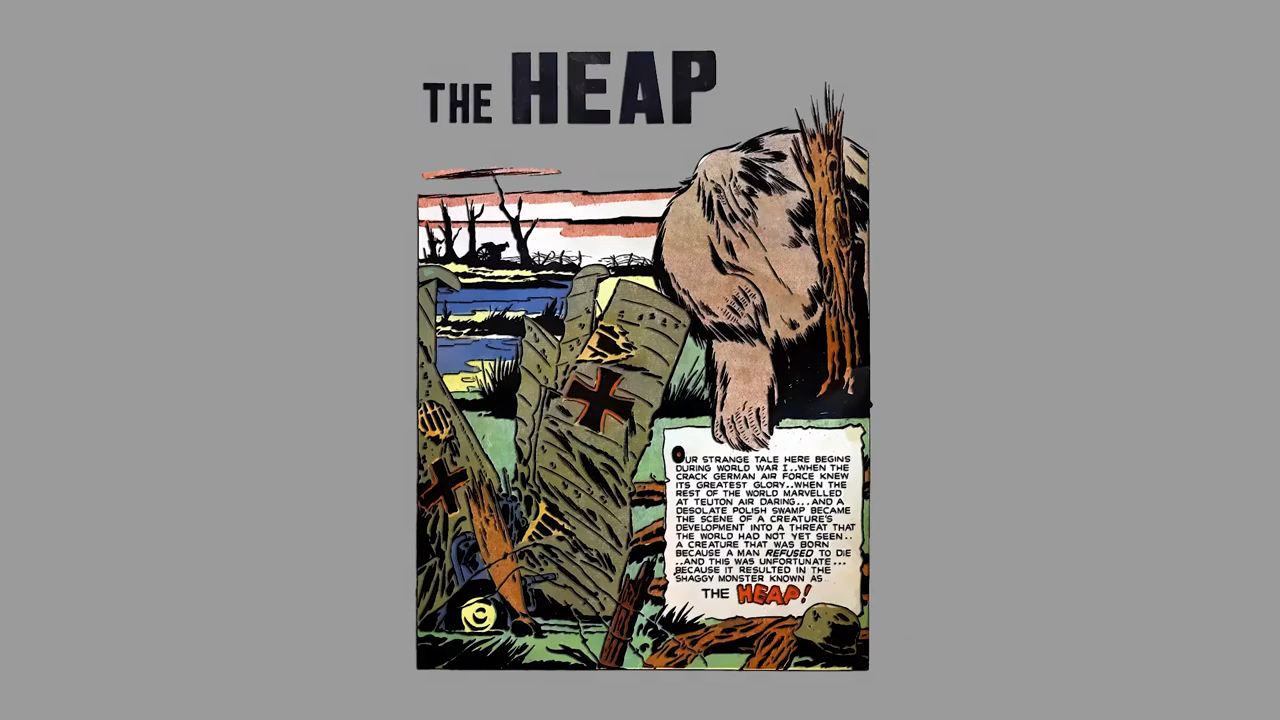 THE HEAP
OUR STRANGE TALE HERE BEGINS
DURING WORLD WAR I..WHEN THE
CRACK GERMAN AIR FORCE KNEW
ITS GREATEST GLORY..WHEN THE
REST OF THE WORLD MARVELLED
AT TEUTON AIR DARING...AND A
DESOLATE POLISH SWAMP BECAME
THE SCENE OF A CREATURE'S
DEVELOPMENT INTO A THREAT THAT
THE WORLD HAD NOT YET SEEN..
A CREATURE THAT WAS BORN
BECAUSE A MAN REFUSED TO DIE
..AND THIS WAS UNFORTUNATE...
BECAUSE IT RESULTED IN THE
SHAGGY MONSTER KNOWN AS
THE HEAP!